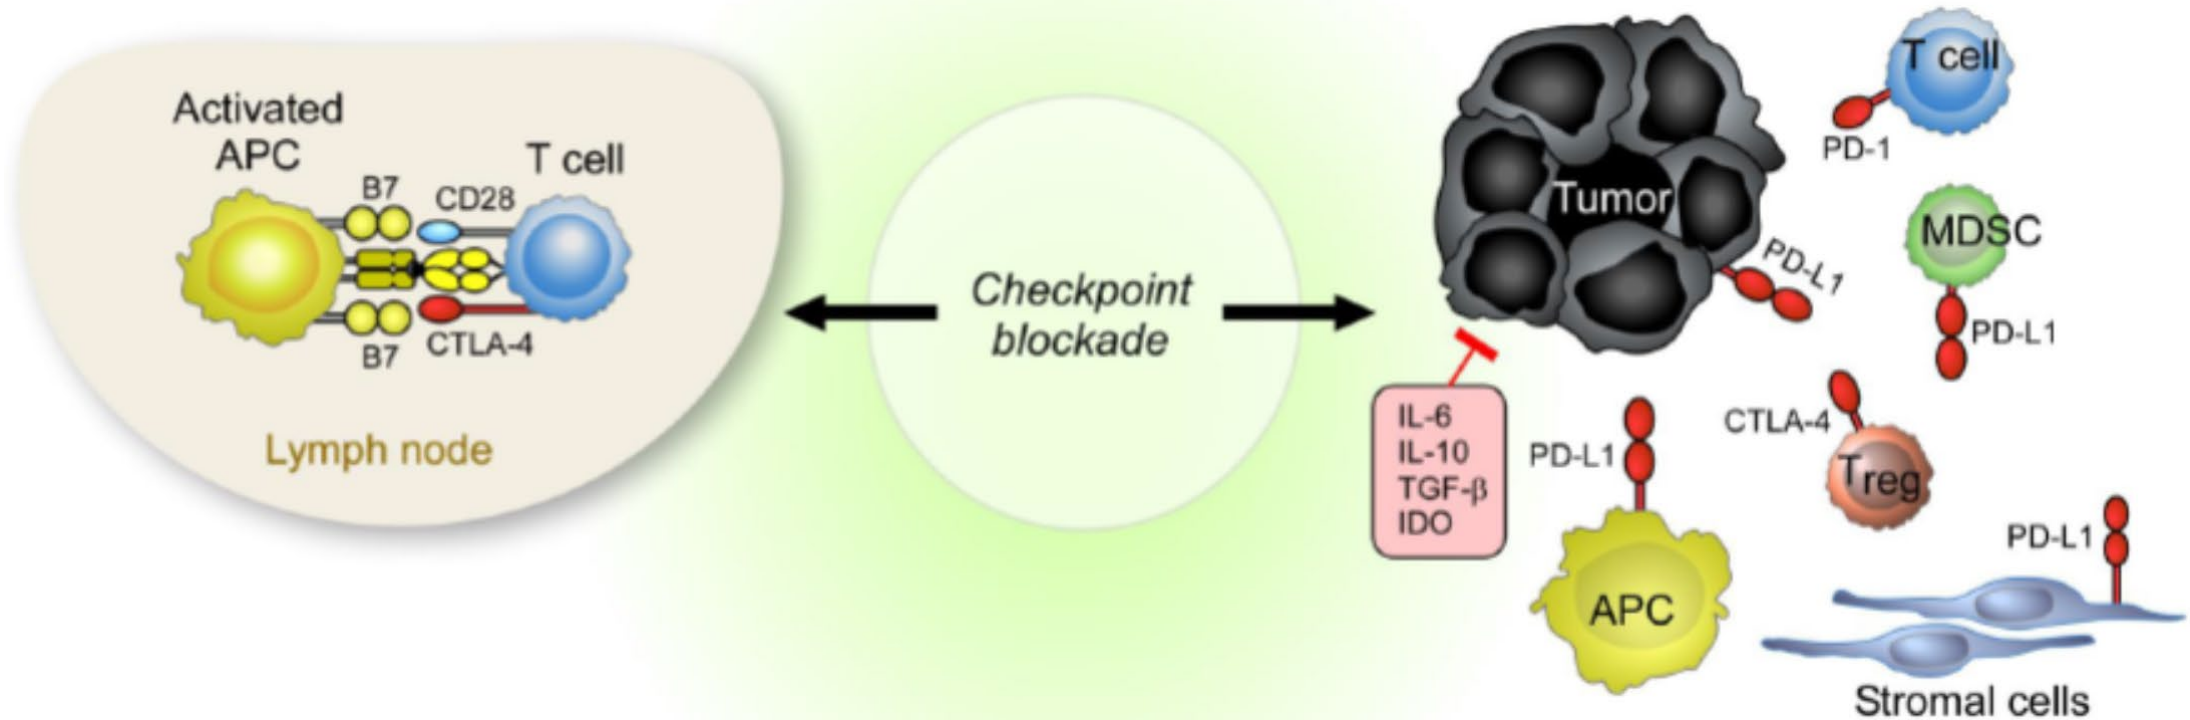 Activated
APC
T cell
B7
CD28
B7
CTLA-4
Lymph node
Checkpoint
blockade
Tumor
T cell
PD-1
MDSC
PD-L1
PD-L1
IL-6
IL-10
TGF-β
IDO
PD-L1
APC
CTLA-4
Treg
PD-L1
Stromal cells